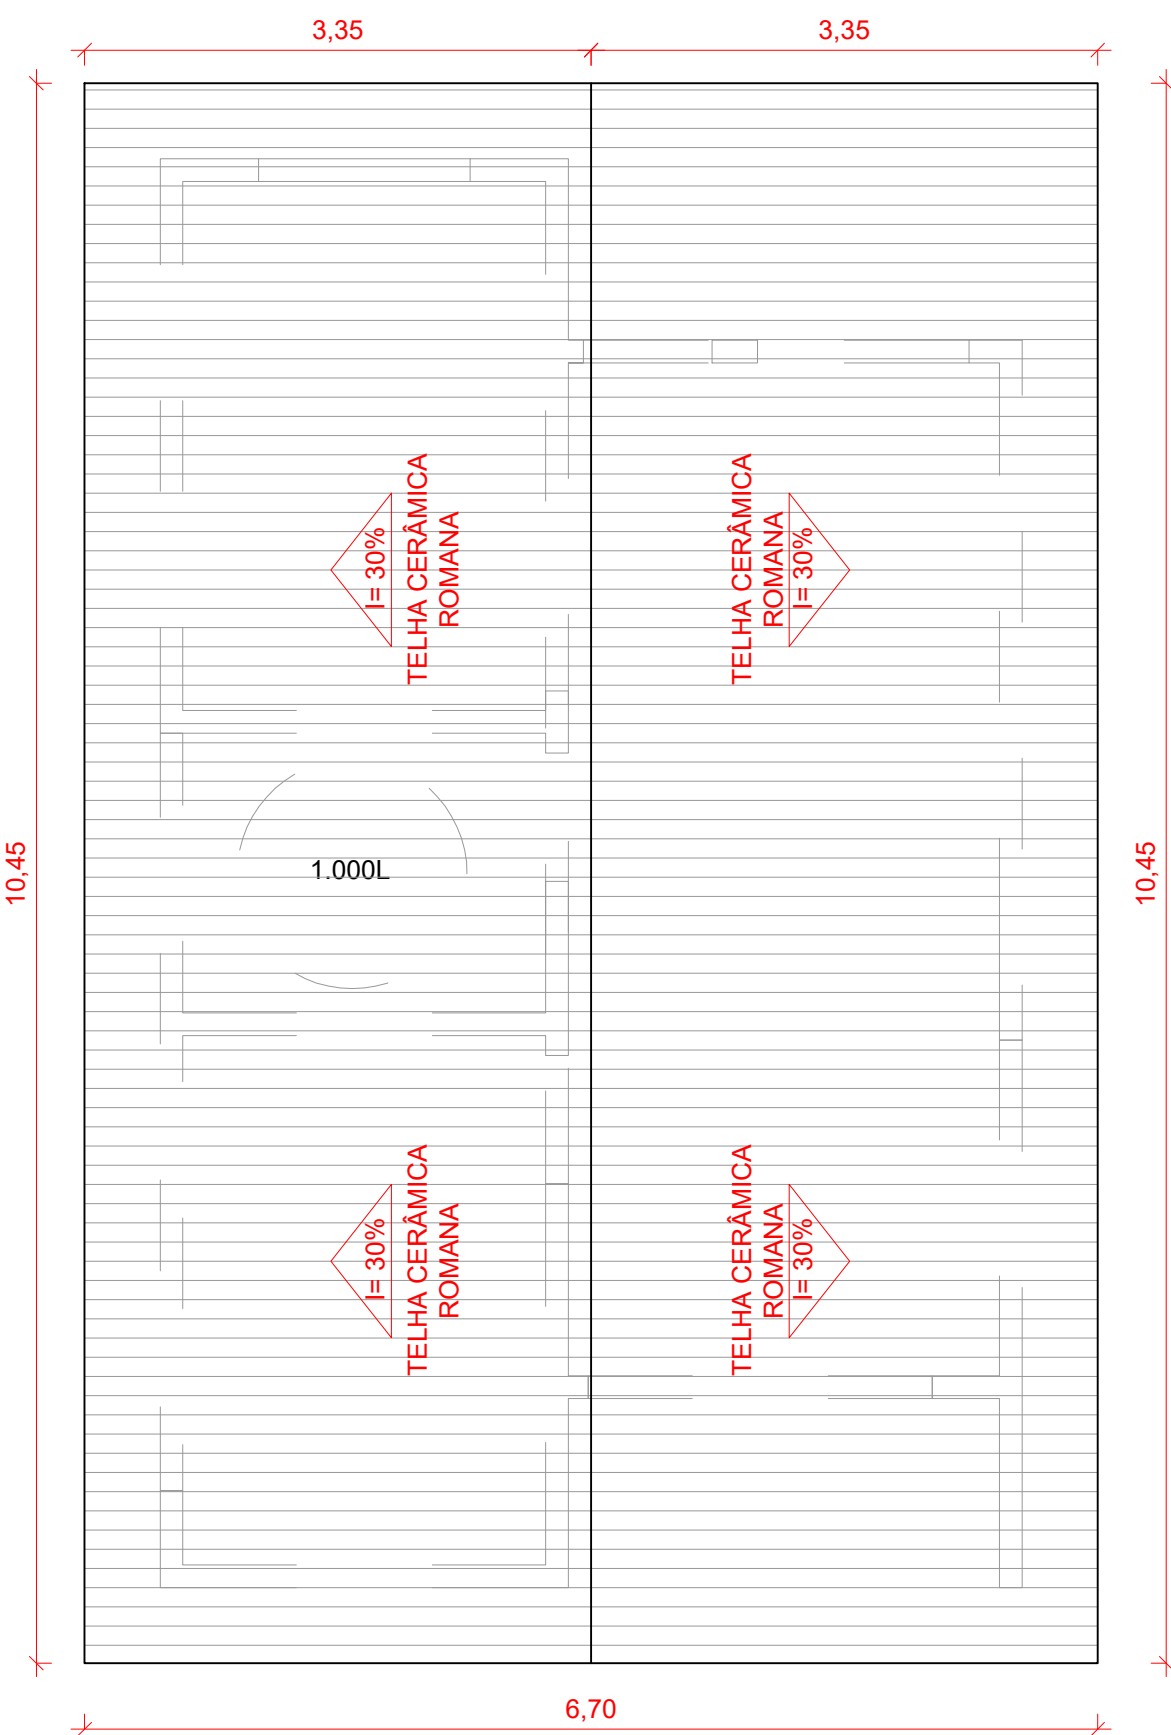 3,35
3,35
TELHA CERÂMICA
ROMANA
I= 30%
TELHA CERÂMICA
ROMANA
I= 30%
10,45
1.000L
10,45
TELHA CERÂMICA
ROMANA
I= 30%
TELHA CERÂMICA
ROMANA
I= 30%
6,70